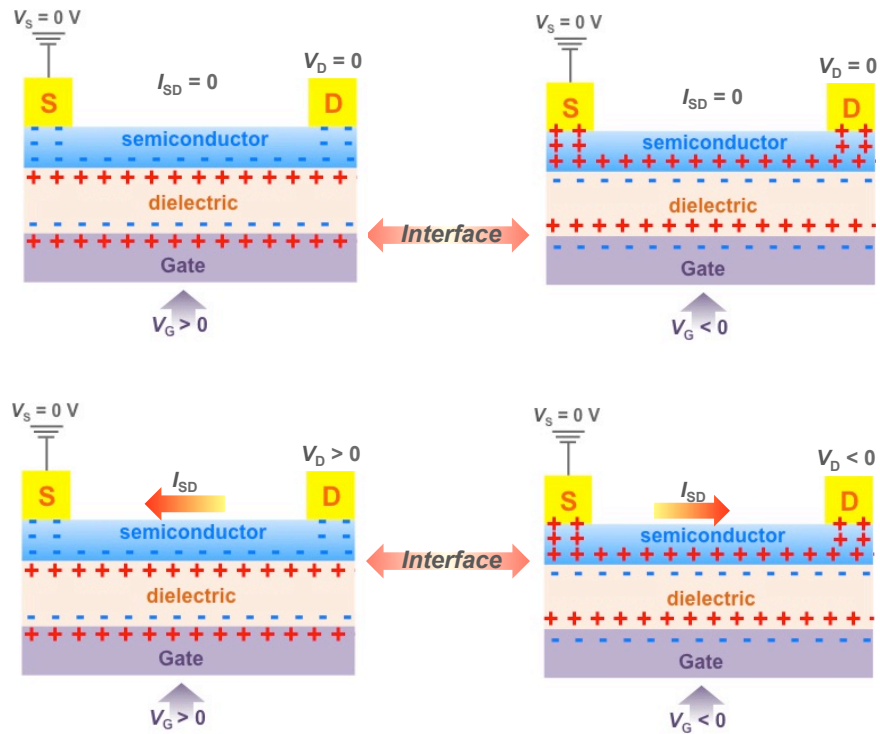 V_S = 0 V
V_D = 0
I_SD = 0
S
D
semiconductor
- - - - - -
- - - - - - - - - - - -
+ + + + + + + + + + + +
dielectric
- - - - - - - - - - - -
+ + + + + + + + + + + +
Gate
V_G > 0
Interface
V_S = 0 V
V_D = 0
I_SD = 0
S
D
semiconductor
dielectric
Gate
V_G < 0
V_S = 0 V
V_D > 0
I_SD
S
D
semiconductor
dielectric
Gate
V_G > 0
Interface
V_S = 0 V
V_D < 0
I_SD
S
D
semiconductor
dielectric
Gate
V_G < 0